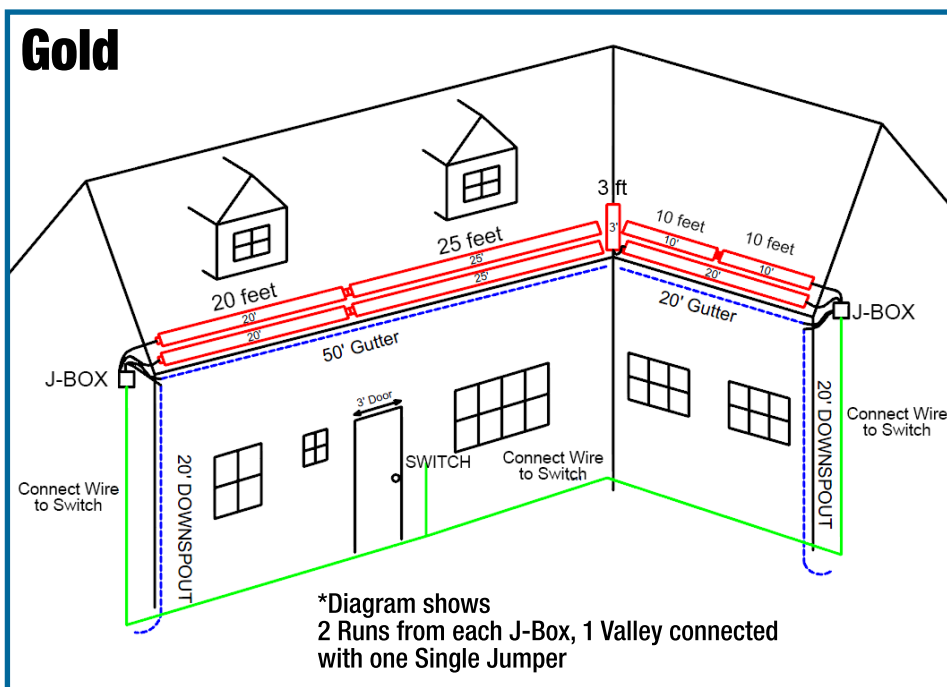 Gold
3 ft
3'
25 feet
25'
25'
20 feet
20'
20'
10 feet
10'
10 feet
10'
20'
50' Gutter
20' Gutter
J-BOX
J-BOX
3' Door
SWITCH
Connect Wire
to Switch
Connect Wire
to Switch
Connect Wire
to Switch
20' DOWNSPOUT
20' DOWNSPOUT
*Diagram shows
2 Runs from each J-Box, 1 Valley connected
with one Single Jumper